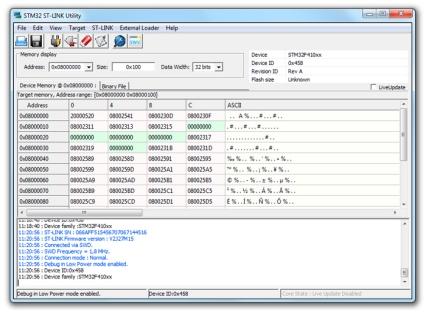 STM32 ST-LINK Utility
File Edit View Target ST-LINK External Loader Help
Memory display
Address: 0x08000000 Size: 0x100 Data Width: 32 bits
Device STM32F410xx
Device ID 0x458
Revision ID Rev A
Flash size Unknown
Device Memory @ 0x08000000 : Binary File
LiveUpdate
Target memory, Address range: [0x08000000 0x08000100]
Address 0 4 8 C ASCII
0x08000000 20000520 08002541 0800230D 0800230F . A%...#...#..
0x08000010 08002311 08002313 08002315 00000000 .#...#...#......
0x08000020 00000000 00000000 00000000 08002317 .............#..
0x08000030 08002319 00000000 0800231B 0800231D .#.......#...#..
0x08000040 08002589 0800258D 08002591 08002595
0x08000050 08002599 0800259D 080025A1 080025A5
0x08000060 080025A9 080025AD 080025B1 080025B5
0x08000070 080025B9 080025BD 080025C1 080025C5
0x08000080 080025C9 080025CD 080025D1 080025D5
11:18:40 : Device ID:0x458
11:18:40 : Device family :STM32F410xx
11:20:56 : ST-LINK SN : 066AFF515456707067144516
11:20:56 : ST-LINK Firmware version : V2J27M15
11:20:56 : Connected via SWD.
11:20:56 : SWD Frequency = 1,8 MHz.
11:20:56 : Connection mode : Normal.
11:20:56 : Debug in Low Power mode enabled.
11:20:56 : Device ID:0x458
11:20:56 : Device family :STM32F410xx
Debug in Low Power mode enabled. Device ID:0x458 Core State : Live Update Disabled